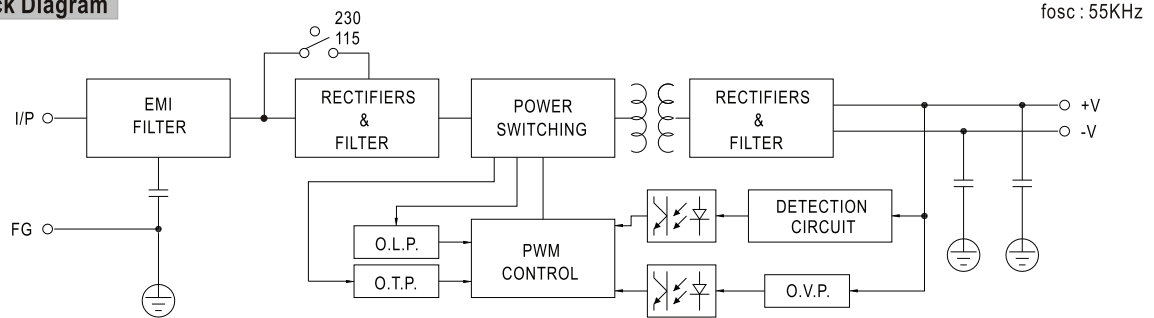 ck Diagram
fosc : 55KHz
230
115
I/P
EMI
FILTER
RECTIFIERS
&
FILTER
POWER
SWITCHING
RECTIFIERS
&
FILTER
+V
-V
FG
O.L.P.
O.T.P.
PWM
CONTROL
DETECTION
CIRCUIT
O.V.P.